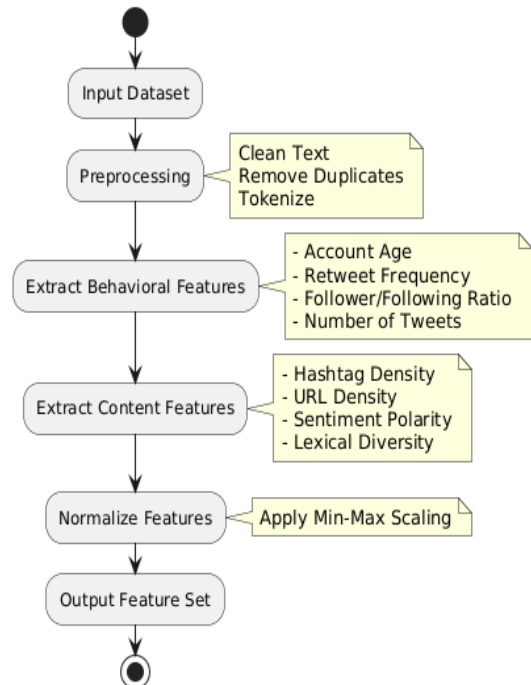 Input Dataset
Preprocessing
Clean Text
Remove Duplicates
Tokenize
Extract Behavioral Features
- Account Age
- Retweet Frequency
- Follower/Following Ratio
- Number of Tweets
Extract Content Features
- Hashtag Density
- URL Density
- Sentiment Polarity
- Lexical Diversity
Normalize Features
Apply Min-Max Scaling
Output Feature Set